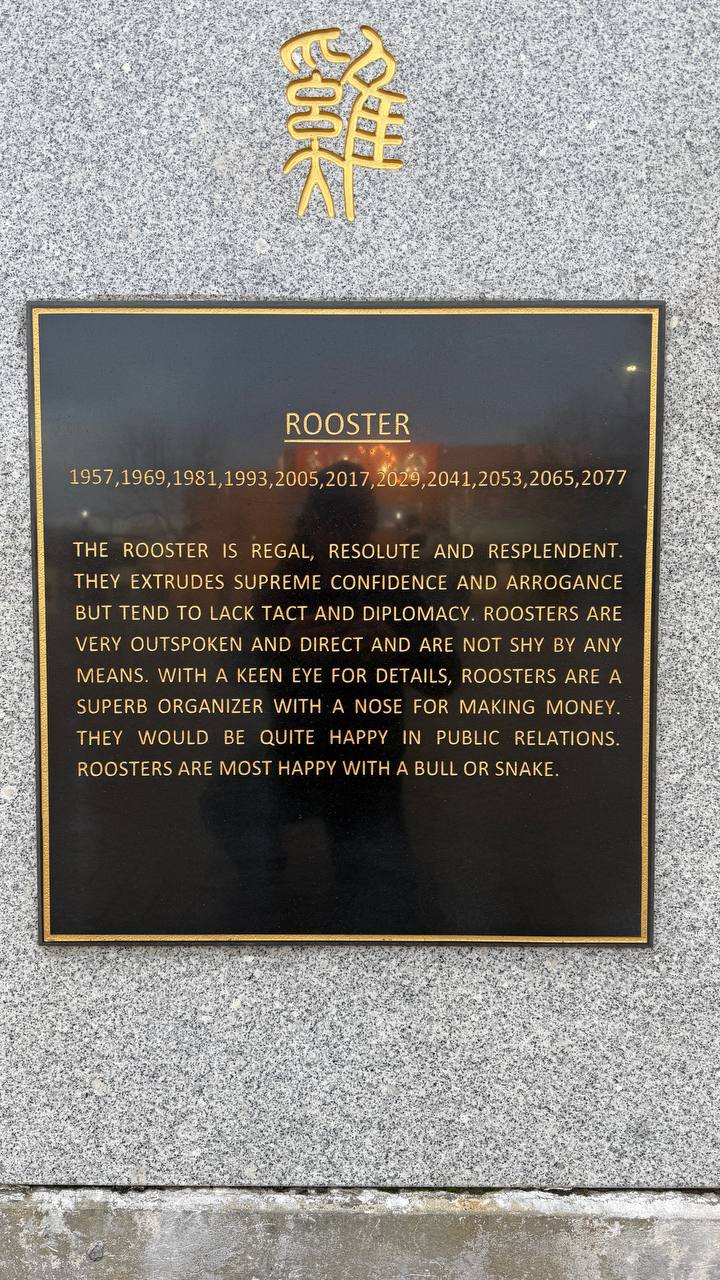 雞
ROOSTER
1957,1969,1981,1993,2005,2017,2029,2041,2053,2065,2077
THE ROOSTER IS REGAL, RESOLUTE AND RESPLENDENT.
THEY EXTRUDES SUPREME CONFIDENCE AND ARROGANCE
BUT TEND TO LACK TACT AND DIPLOMACY. ROOSTERS ARE
VERY OUTSPOKEN AND DIRECT AND ARE NOT SHY BY ANY
MEANS. WITH A KEEN EYE FOR DETAILS, ROOSTERS ARE A
SUPERB ORGANIZER WITH A NOSE FOR MAKING MONEY.
THEY WOULD BE QUITE HAPPY IN PUBLIC RELATIONS.
ROOSTERS ARE MOST HAPPY WITH A BULL OR SNAKE.